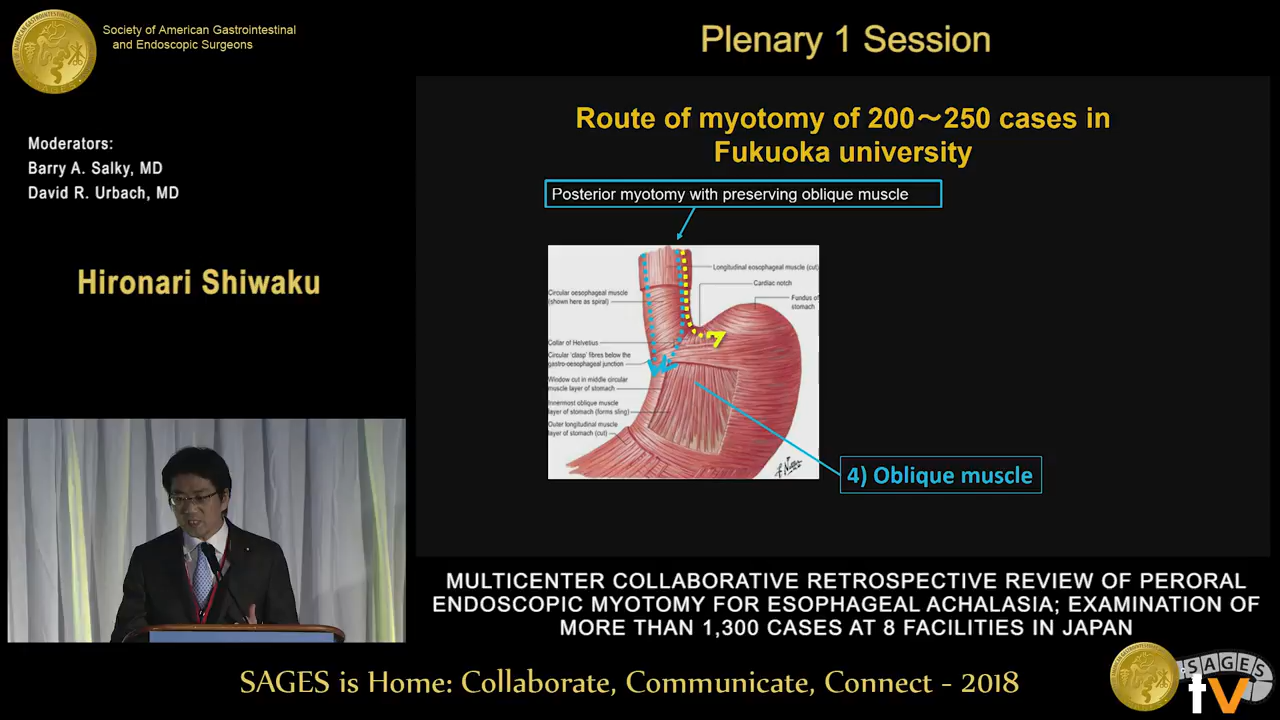 Society of American Gastrointestinal
and Endoscopic Surgeons
Plenary 1 Session
Moderators:
Barry A. Salky, MD
David R. Urbach, MD
Hironari Shiwaku
Route of myotomy of 200～250 cases in
Fukuoka university
Posterior myotomy with preserving oblique muscle
Longitudinal eosophageal muscle (cut)
Cardiac notch
Fundus of
stomach
Circular oesophageal muscle
(shown here as spiral)
Collar of Helvetius
Circular 'clasp' fibres below the
gastro-oesophageal junction
Window cut in middle circular
muscle layer of stomach
Innermost oblique muscle
layer of stomach (forms sling)
Outer longitudinal muscle
layer of stomach (cut)
4) Oblique muscle
MULTICENTER COLLABORATIVE RETROSPECTIVE REVIEW OF PERORAL
ENDOSCOPIC MYOTOMY FOR ESOPHAGEAL ACHALASIA; EXAMINATION OF
MORE THAN 1,300 CASES AT 8 FACILITIES IN JAPAN
SAGES is Home: Collaborate, Communicate, Connect - 2018
SAGES
tv